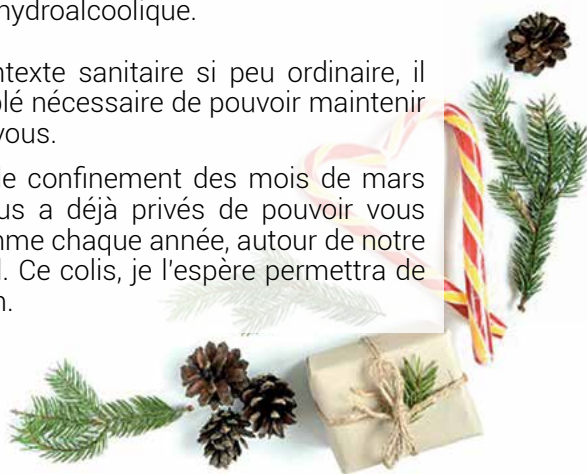 hydroalcoolique.
ntexte sanitaire si peu ordinaire, il
blé nécessaire de pouvoir maintenir
vous.
le confinement des mois de mars
us a déjà privés de pouvoir vous
mme chaque année, autour de notre
l. Ce colis, je l'espère permettra de
n.